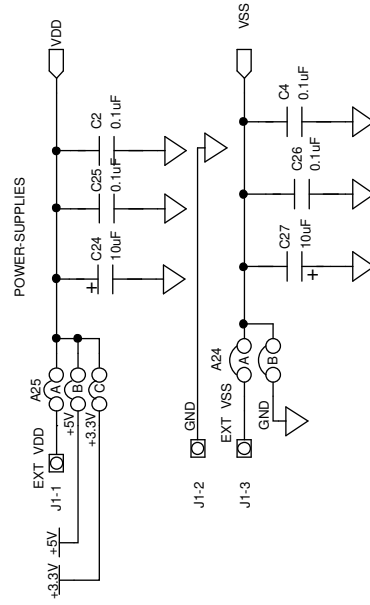 POWER-SUPPLIES
VDD
C2
0.1uF
C25
0.1uF
C24
10uF
+
A25
A
B
C
+5V
+3.3V
EXT VDD
J1-1
+5V
+3.3V
GND
J1-2
VSS
C4
0.1uF
C26
0.1uF
C27
10uF
+
A24
A
B
EXT VSS
GND
J1-3